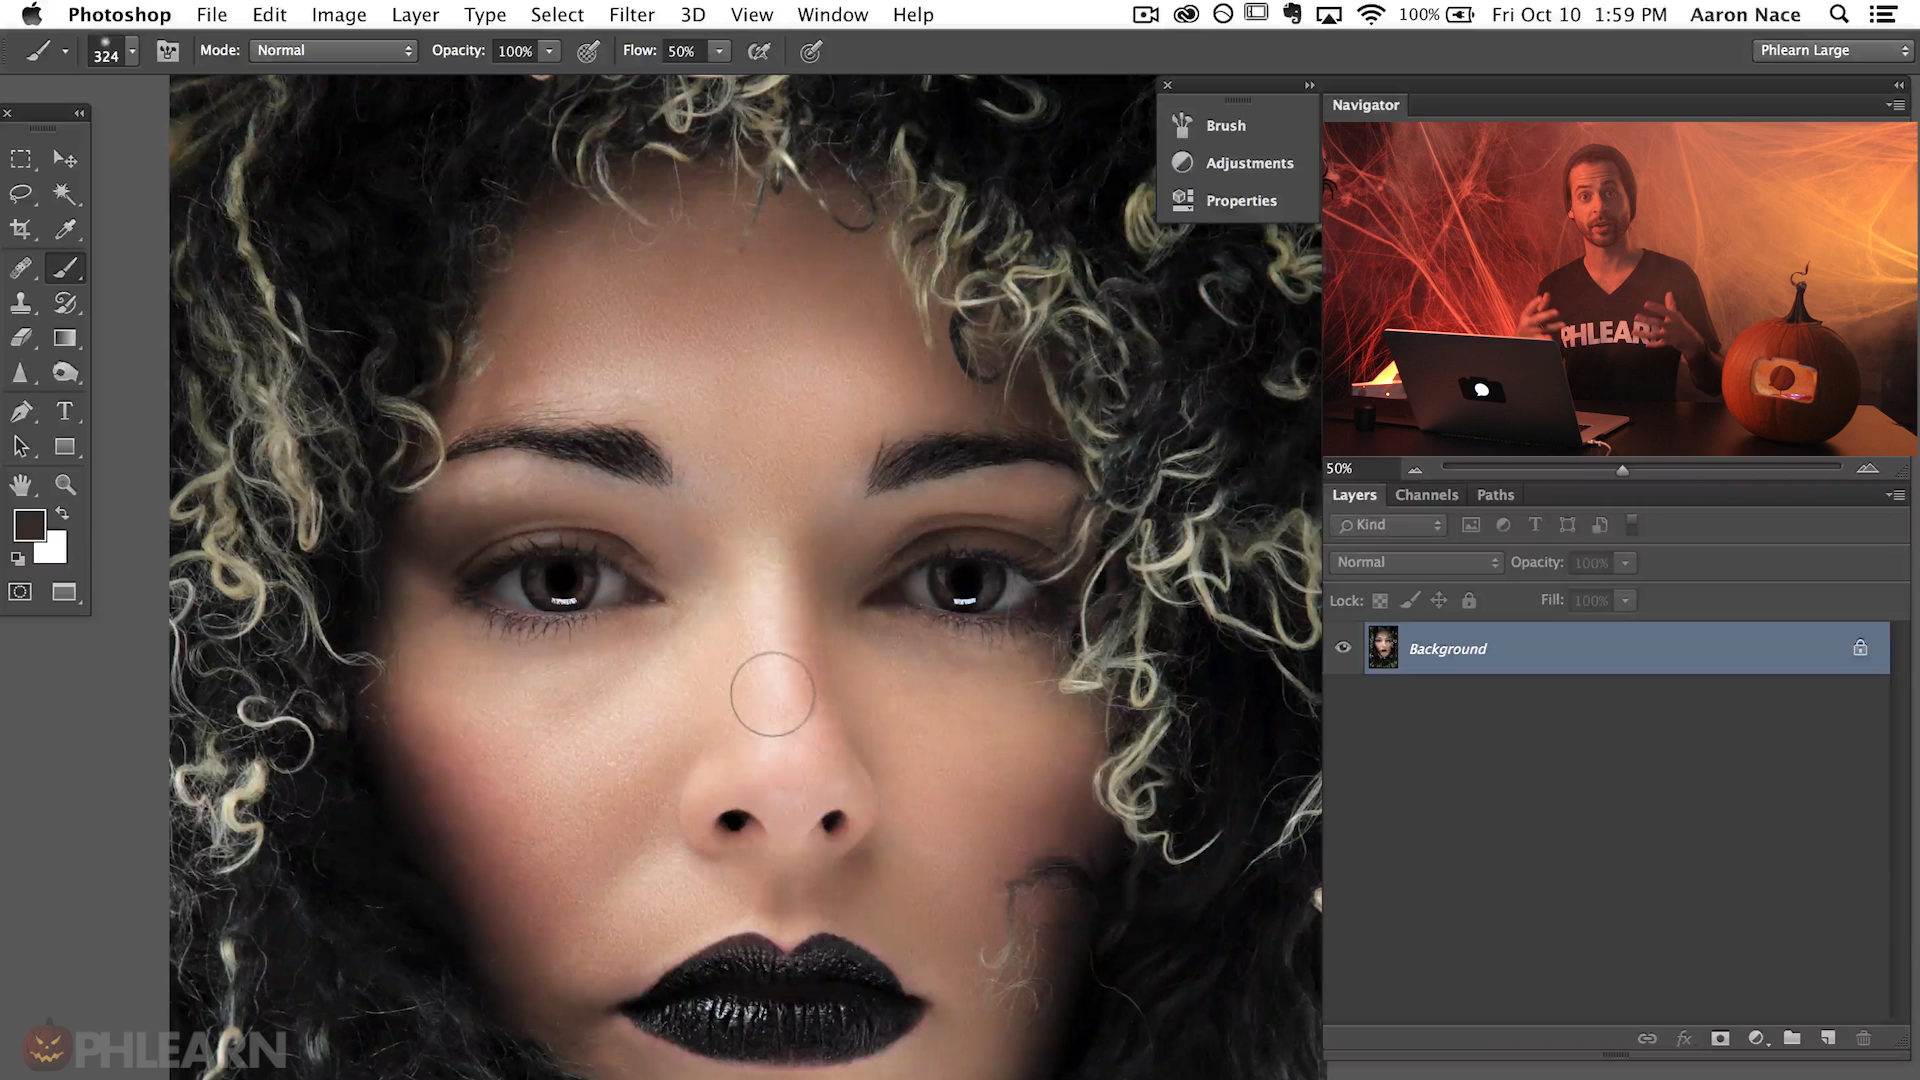 Photoshop File Edit Image Layer Type Select Filter 3D View Window Help 100% Fri Oct 10 1:59 PM Aaron Nace
324 Mode: Normal Opacity: 100% Flow: 50% Phlearn Large
Brush
Adjustments
Properties
Navigator
PHLEARN
50%
Layers Channels Paths
Kind
Normal Opacity: 100%
Lock: Fill: 100%
Background
fx
PHLEARN